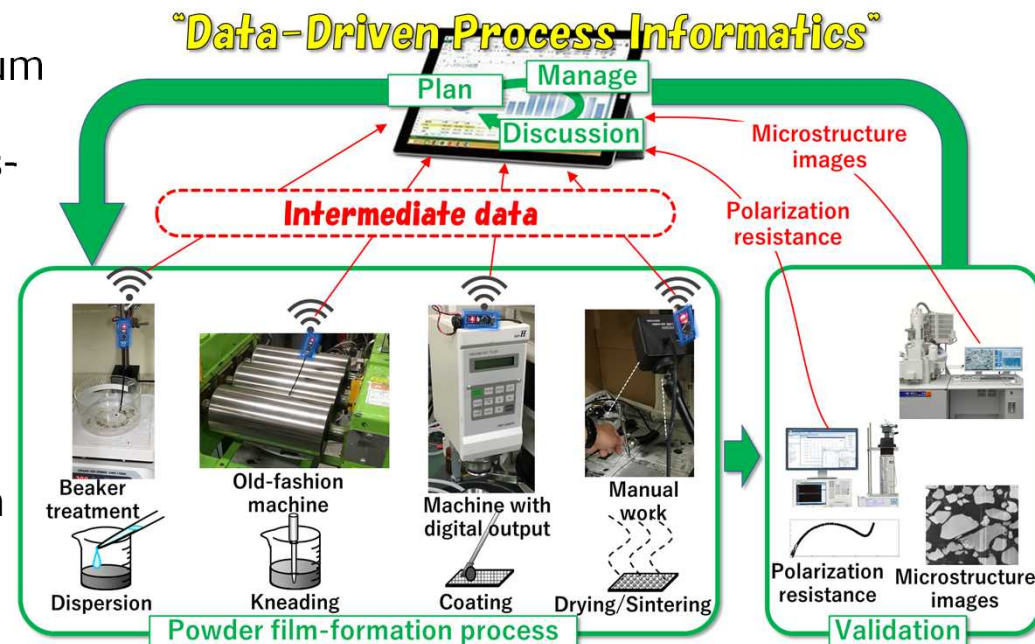 "Data-Driven Process Informatics"
um
s-
n
Plan
Manage
Discussion
Microstructure
images
Intermediate data
Polarization
resistance
Beaker
treatment
Old-fashion
machine
Machine with
digital output
Manual
work
Dispersion
Kneading
Coating
Drying/Sintering
Powder film-formation process
Polarization
resistance
Microstructure
images
Validation